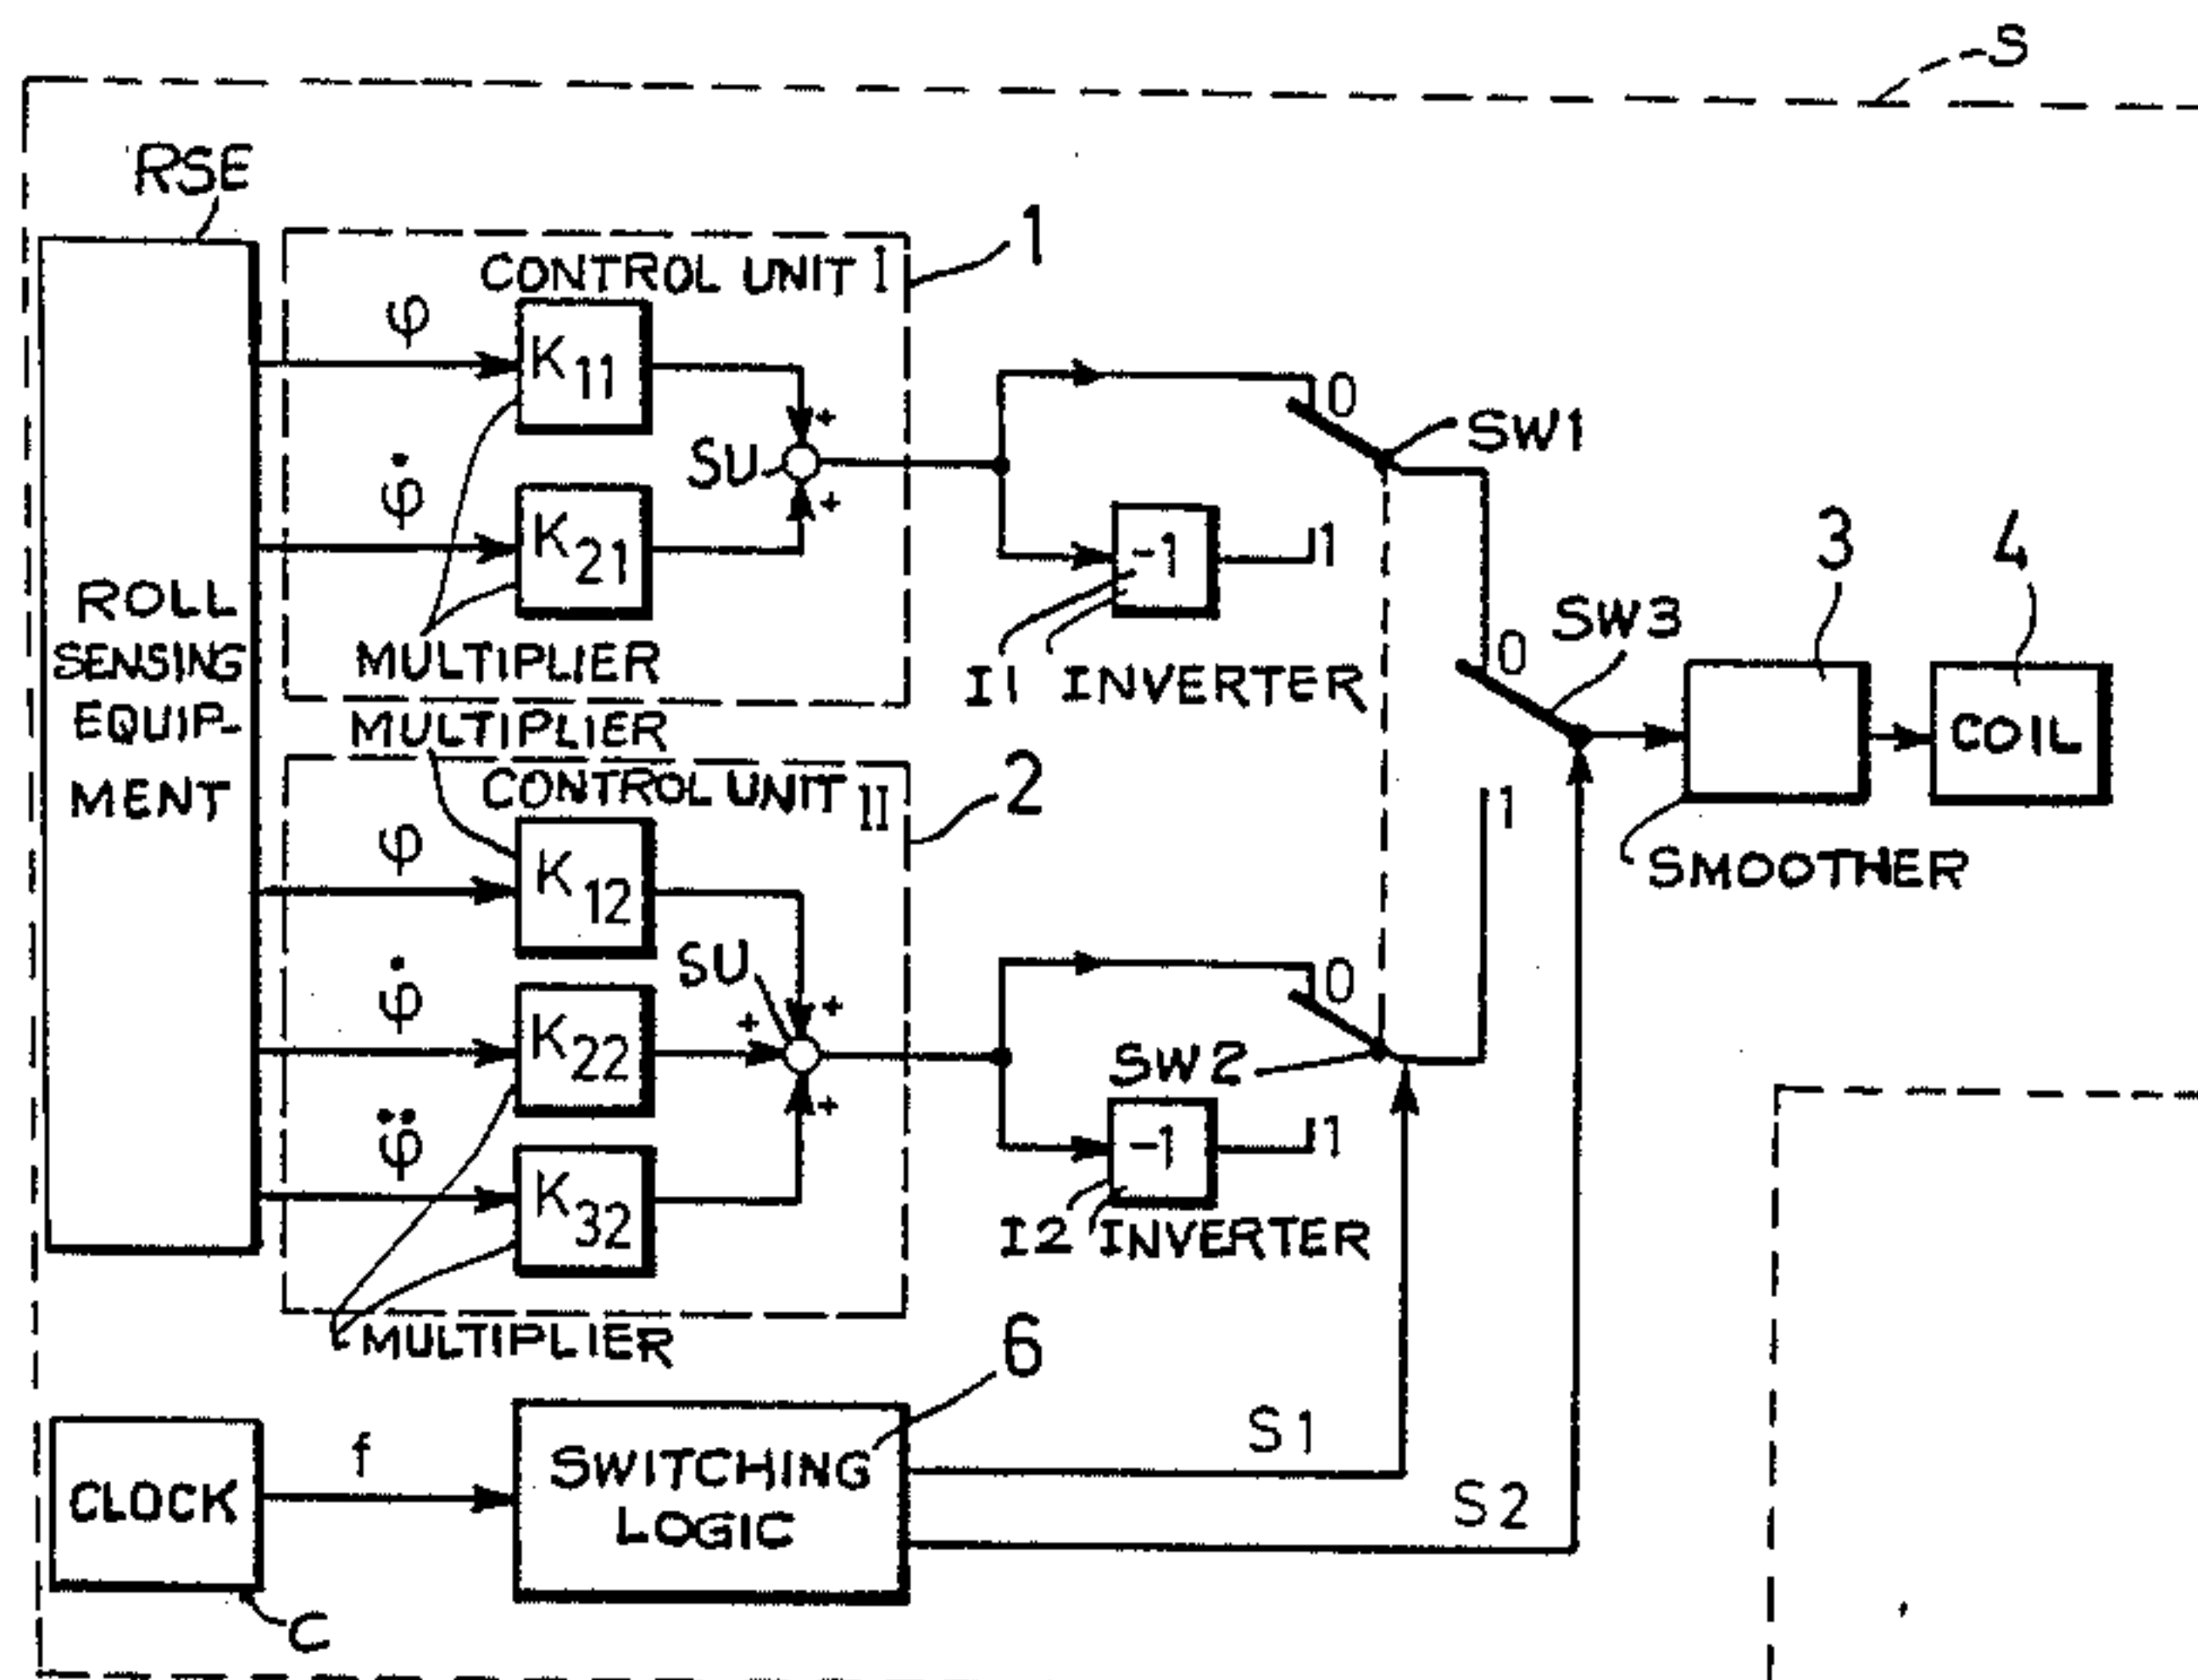 S
RSE
1
CONTROL UNIT I
φ
K11
+
0
SW1
φ̇
SU
+
K21
-1
1
3
4
ROLL
SENSING
EQUIP-
MENT
MULTIPLIER
I1 INVERTER
0
SW3
COIL
MULTIPLIER
2
CONTROL UNIT II
1
SMOOTHER
φ
K12
SU
+
0
φ̇
K22
+
SW2
+
φ̈
K32
-1
1
I2 INVERTER
MULTIPLIER
6
CLOCK
f
SWITCHING
LOGIC
S1
S2
C